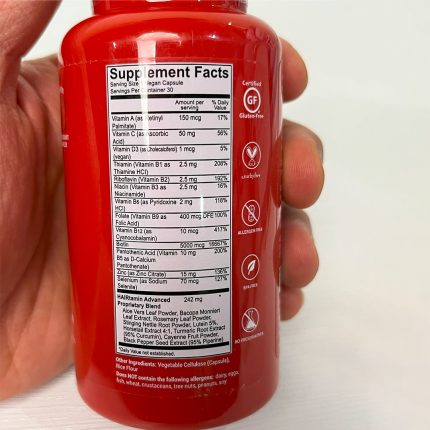 Supplement Facts
Serving Size 1 Vegan Capsule
Servings Per Container 30
Amount per serving % Daily Value
Vitamin A (as Retinyl Palmitate) 150 mcg 17%
Vitamin C (as Ascorbic Acid) 50 mg 56%
Vitamin D3 (as Cholecalciferol) (vegan) 1 mcg 5%
Thiamin (Vitamin B1 as Thiamine HCl) 2.5 mg 208%
Riboflavin (Vitamin B2) 2.5 mg 192%
Niacin (Vitamin B3 as Niacinamide) 2.5 mg 16%
Vitamin B6 (as Pyridoxine HCl) 2 mg 118%
Folate (Vitamin B9 as Folic Acid) 400 mcg DFE 100%
Vitamin B12 (as Cyanocobalamin) 10 mcg 417%
Biotin 5000 mcg 16667%
Pantothenic Acid (Vitamin B5 as D-Calcium Pantothenate) 10 mg 200%
Zinc (as Zinc Citrate) 15 mg 136%
Selenium (as Sodium Selenite) 70 mcg 127%
HAIRtamin Advanced Proprietary Blend 242 mg
Aloe Vera Leaf Powder, Bacopa Monnieri
Leaf Extract, Rosemary Leaf Powder,
Stinging Nettle Root Powder, Lutein 5%,
Horsetail Extract 4:1, Turmeric Root Extract
(95% Curcumin), Cayenne Fruit Powder,
Black Pepper Seed Extract (95% Piperine)
*Daily Value not established.
Other Ingredients: Vegetable Cellulose (Capsule),
Rice Flour
Does NOT contain the following allergens: dairy, eggs,
fish, wheat, crustaceans, tree nuts, peanuts, soy
Certified
GF
Gluten-Free
cruelty free
ALLERGEN FREE